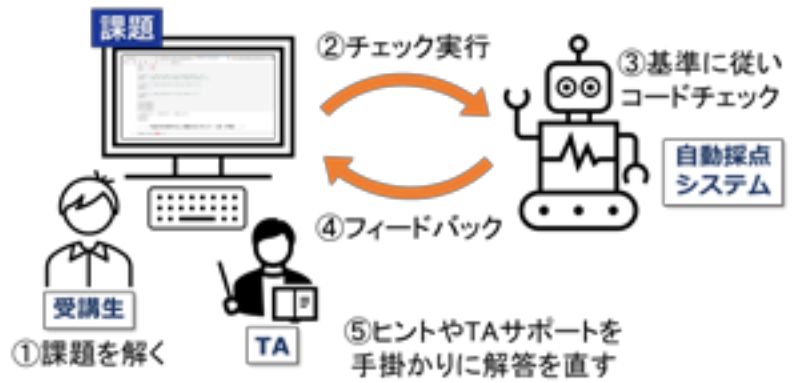 課題
②チェック実行
③基準に従い
コードチェック
自動採点
システム
④フィードバック
受講生
①課題を解く
TA
⑤ヒントやTAサポートを
手掛かりに解答を直す